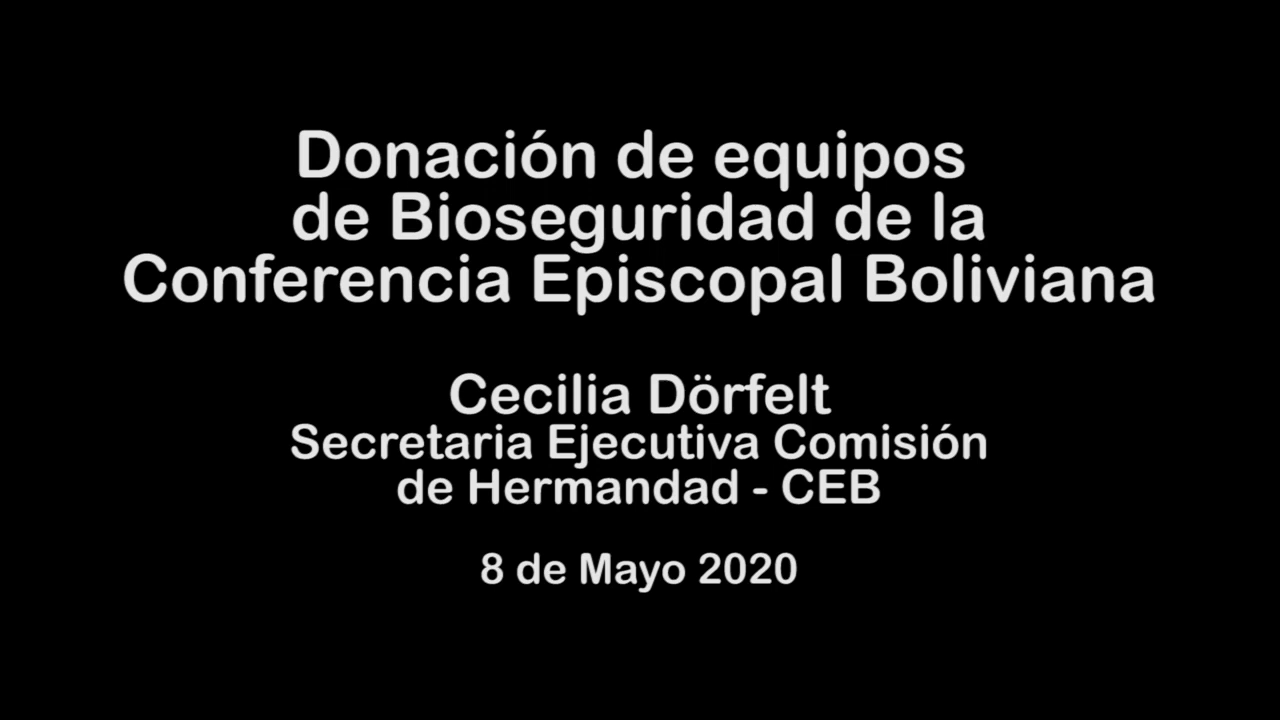 Donación de equipos
de Bioseguridad de la
Conferencia Episcopal Boliviana
Cecilia Dörfelt
Secretaria Ejecutiva Comisión
de Hermandad - CEB
8 de Mayo 2020